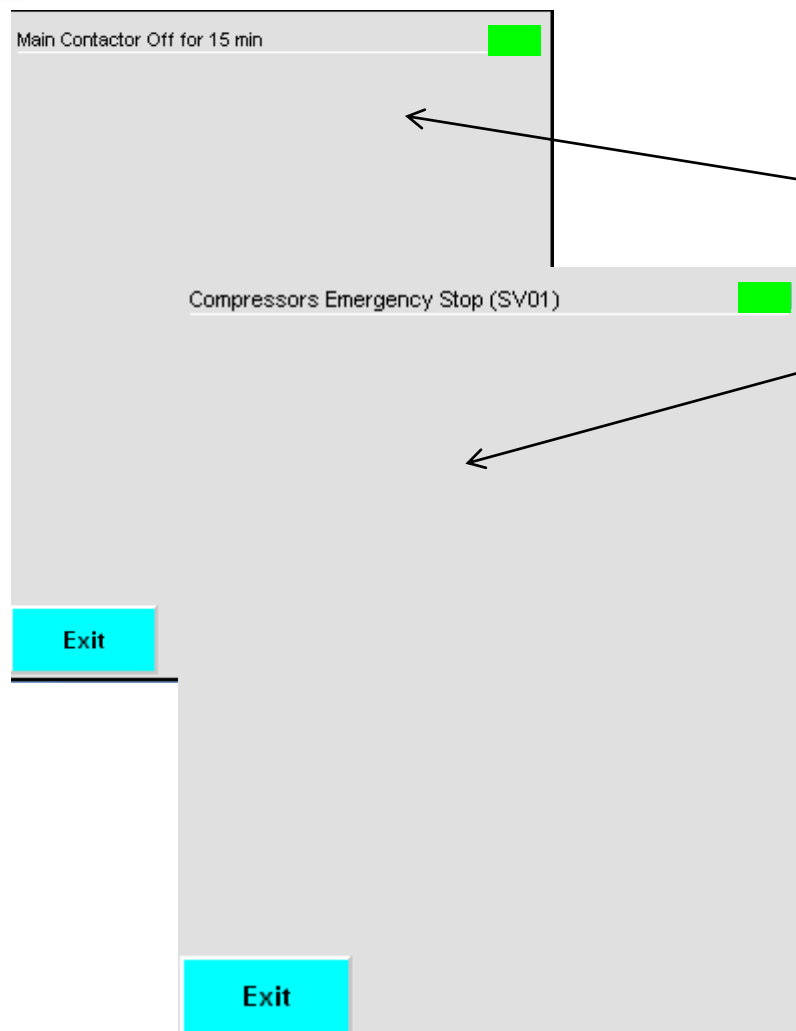 Main Contactor Off for 15 min
Compressors Emergency Stop (SV01)
Exit
Exit